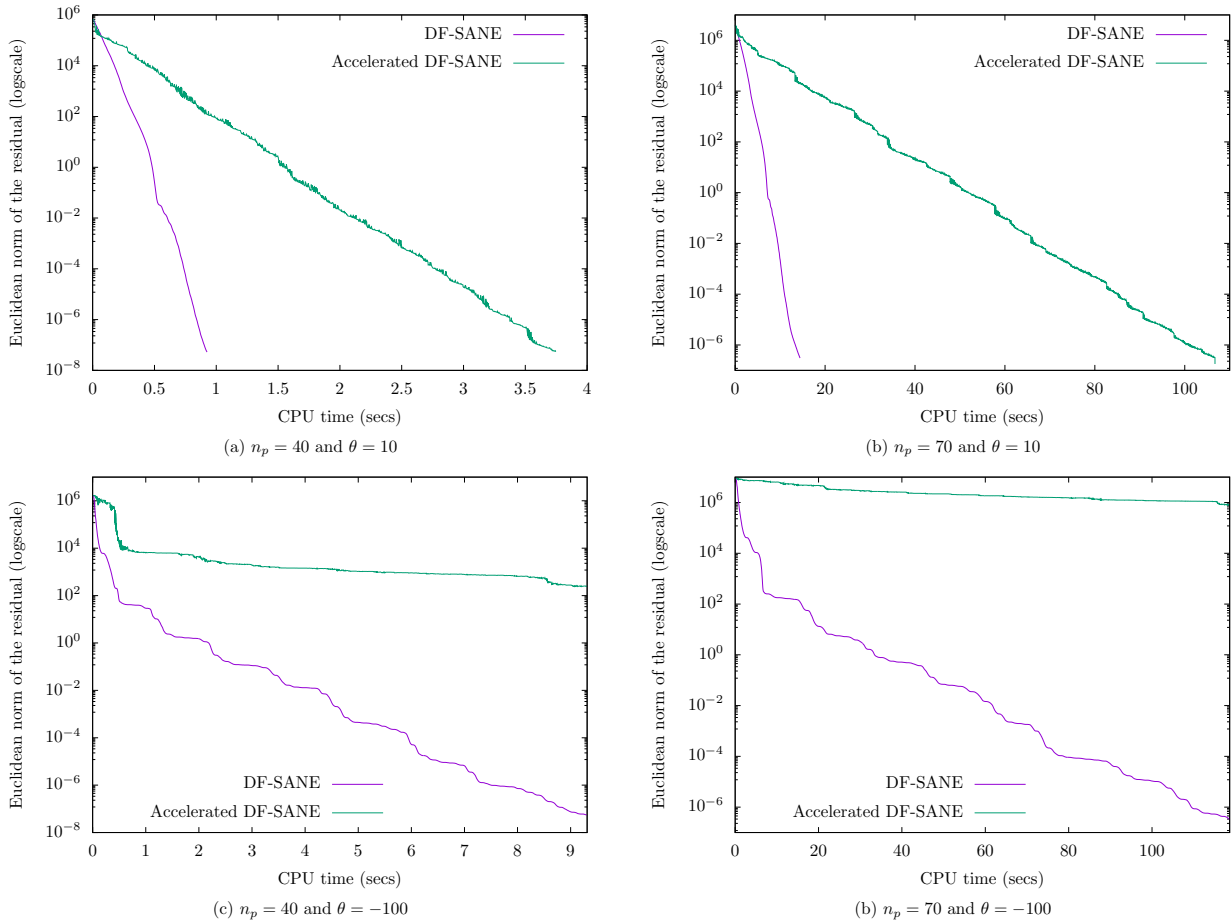 Euclidean norm of the residual (logscale)
10^6
10^4
10^2
10^0
10^−2
10^−4
10^−6
10^−8
DF-SANE
Accelerated DF-SANE
0 0.5 1 1.5 2 2.5 3 3.5 4
CPU time (secs)
(a) n_p = 40 and θ = 10
Euclidean norm of the residual (logscale)
10^6
10^4
10^2
10^0
10^−2
10^−4
10^−6
DF-SANE
Accelerated DF-SANE
0 20 40 60 80 100
CPU time (secs)
(b) n_p = 70 and θ = 10
Euclidean norm of the residual (logscale)
10^6
10^4
10^2
10^0
10^−2
10^−4
10^−6
10^−8
DF-SANE
Accelerated DF-SANE
0 1 2 3 4 5 6 7 8 9
CPU time (secs)
(c) n_p = 40 and θ = −100
Euclidean norm of the residual (logscale)
10^6
10^4
10^2
10^0
10^−2
10^−4
10^−6
DF-SANE
Accelerated DF-SANE
0 20 40 60 80 100
CPU time (secs)
(b) n_p = 70 and θ = −100